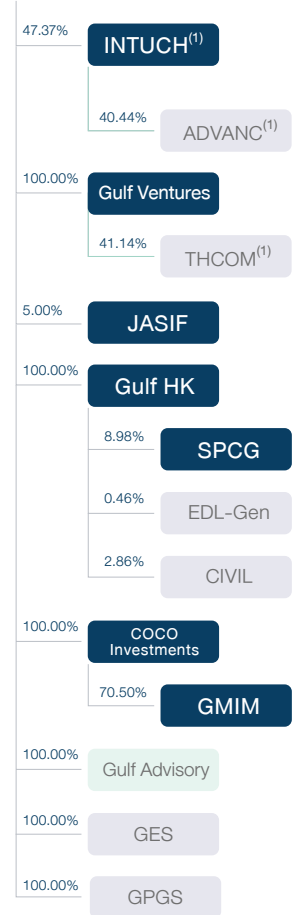 47.37%
INTUCH(1)
40.44%
ADVANC(1)
100.00%
Gulf Ventures
41.14%
THCOM(1)
5.00%
JASIF
100.00%
Gulf HK
8.98%
SPCG
0.46%
EDL-Gen
2.86%
CIVIL
100.00%
COCO
Investments
70.50%
GMIM
100.00%
Gulf Advisory
100.00%
GES
100.00%
GPGS